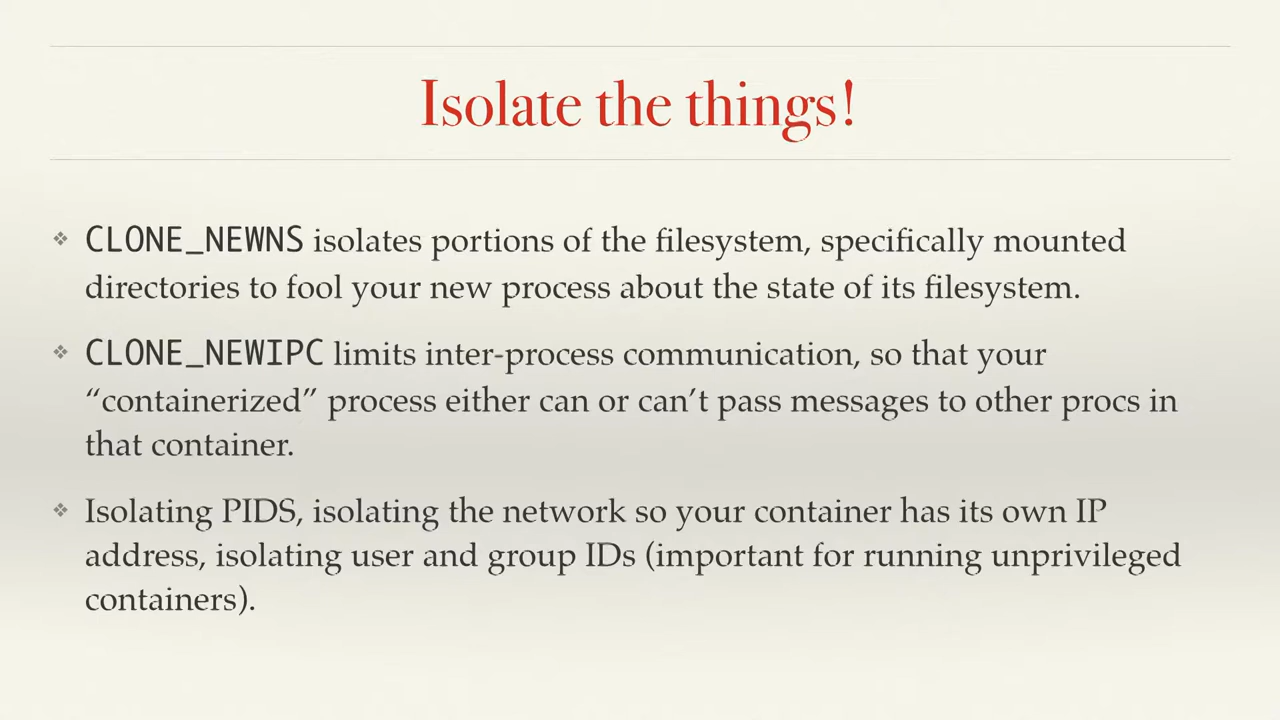 Isolate the things!
❖ CLONE_NEWNS isolates portions of the filesystem, specifically mounted
directories to fool your new process about the state of its filesystem.
❖ CLONE_NEWIPC limits inter-process communication, so that your
“containerized” process either can or can’t pass messages to other procs in
that container.
❖ Isolating PIDS, isolating the network so your container has its own IP
address, isolating user and group IDs (important for running unprivileged
containers).